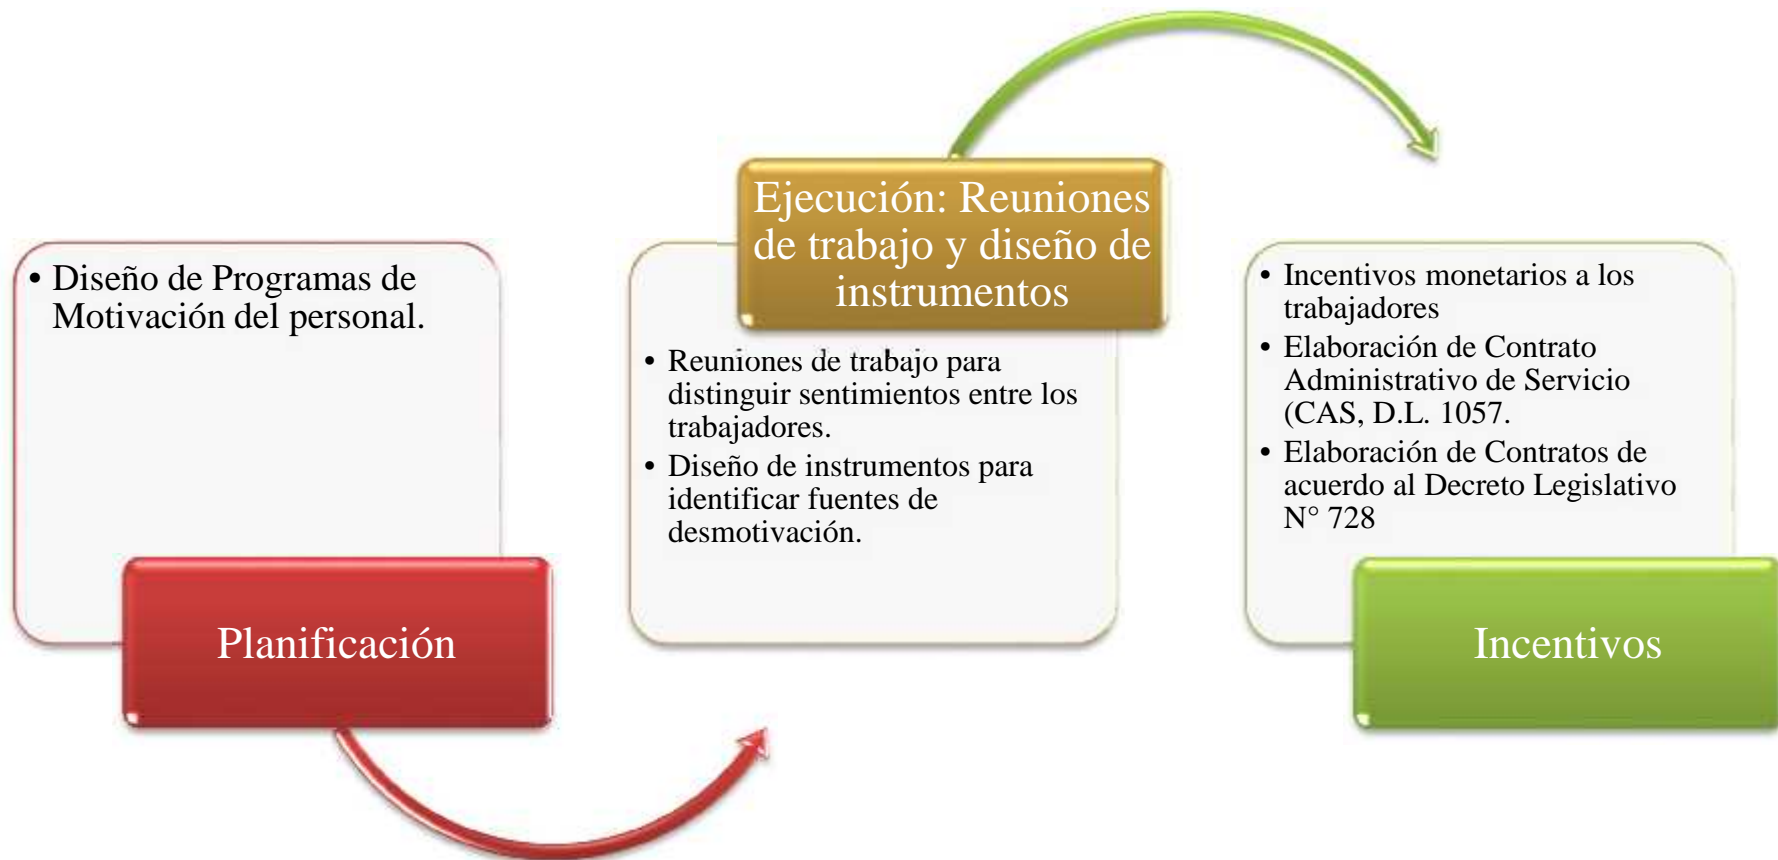 • Diseño de Programas de
Motivación del personal.
Planificación
Ejecución: Reuniones
de trabajo y diseño de
instrumentos
• Reuniones de trabajo para
distinguir sentimientos entre los
trabajadores.
• Diseño de instrumentos para
identificar fuentes de
desmotivación.
• Incentivos monetarios a los
trabajadores
• Elaboración de Contrato
Administrativo de Servicio
(CAS, D.L. 1057.
• Elaboración de Contratos de
acuerdo al Decreto Legislativo
N° 728
Incentivos